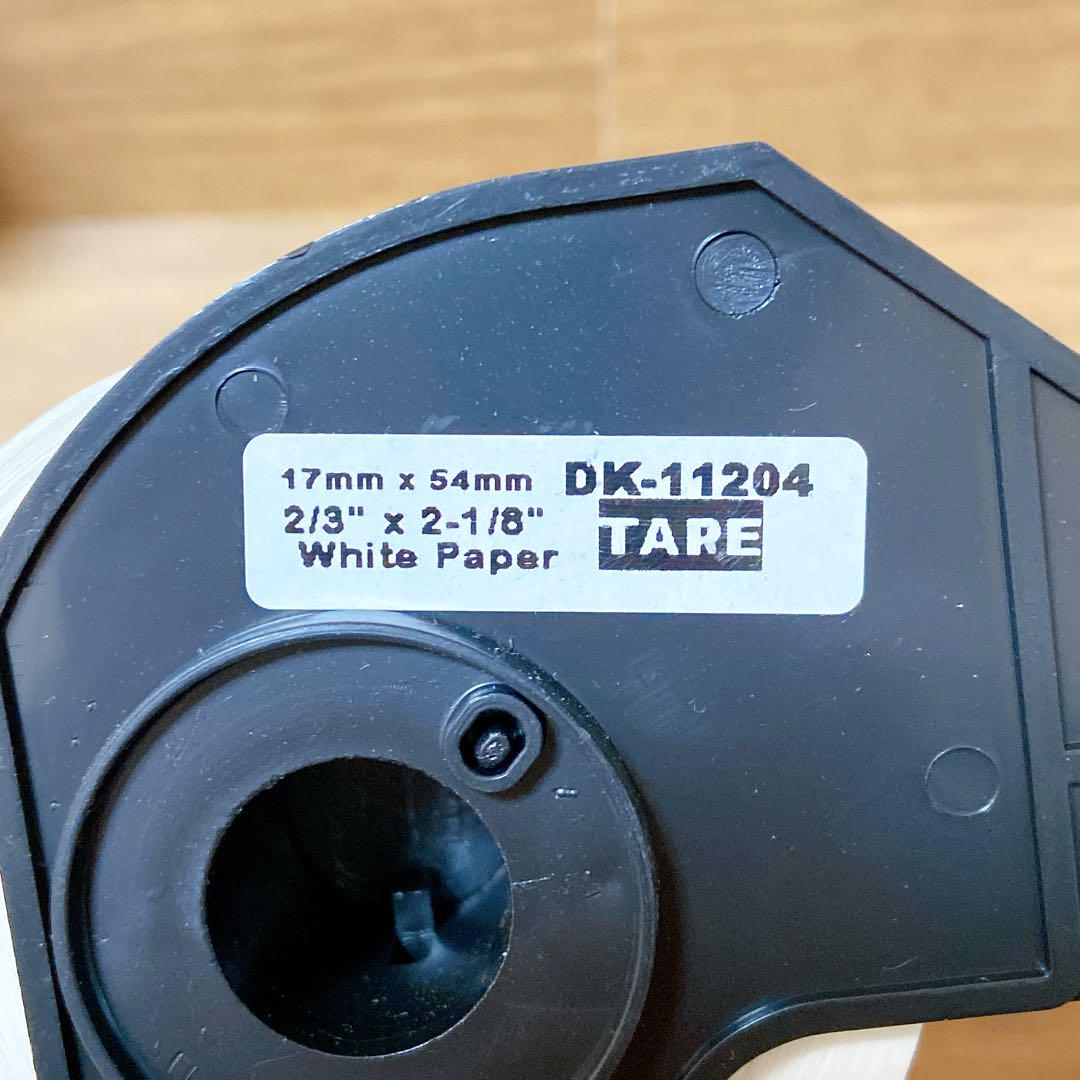 17mm x 54mm DK-11204
2/3" x 2-1/8" TARE
White Paper